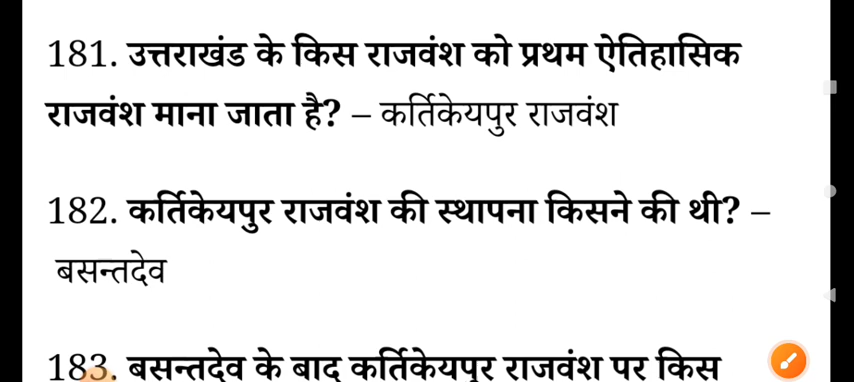 181. उत्तराखंड के किस राजवंश को प्रथम ऐतिहासिक
राजवंश माना जाता है? – कर्तिकेयपुर राजवंश
182. कर्तिकेयपुर राजवंश की स्थापना किसने की थी? –
बसन्तदेव
183. बसन्तदेव के बाद कर्तिकेयपुर राजवंश पर किस